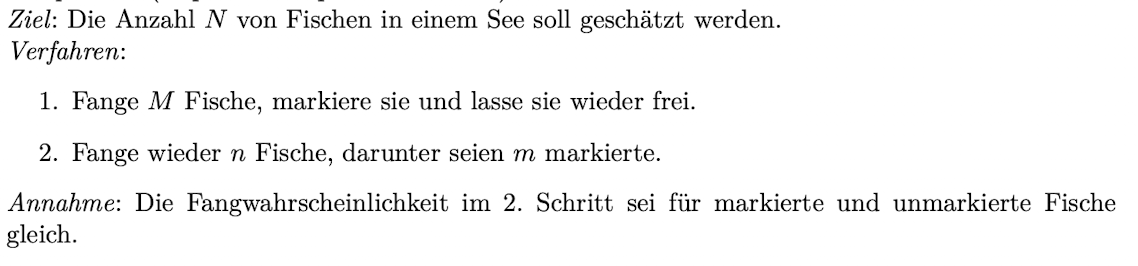 Ziel: Die Anzahl N von Fischen in einem See soll geschätzt werden.
Verfahren:
1. Fange M Fische, markiere sie und lasse sie wieder frei.
2. Fange wieder n Fische, darunter seien m markierte.
Annahme: Die Fangwahrscheinlichkeit im 2. Schritt sei für markierte und unmarkierte Fische
gleich.